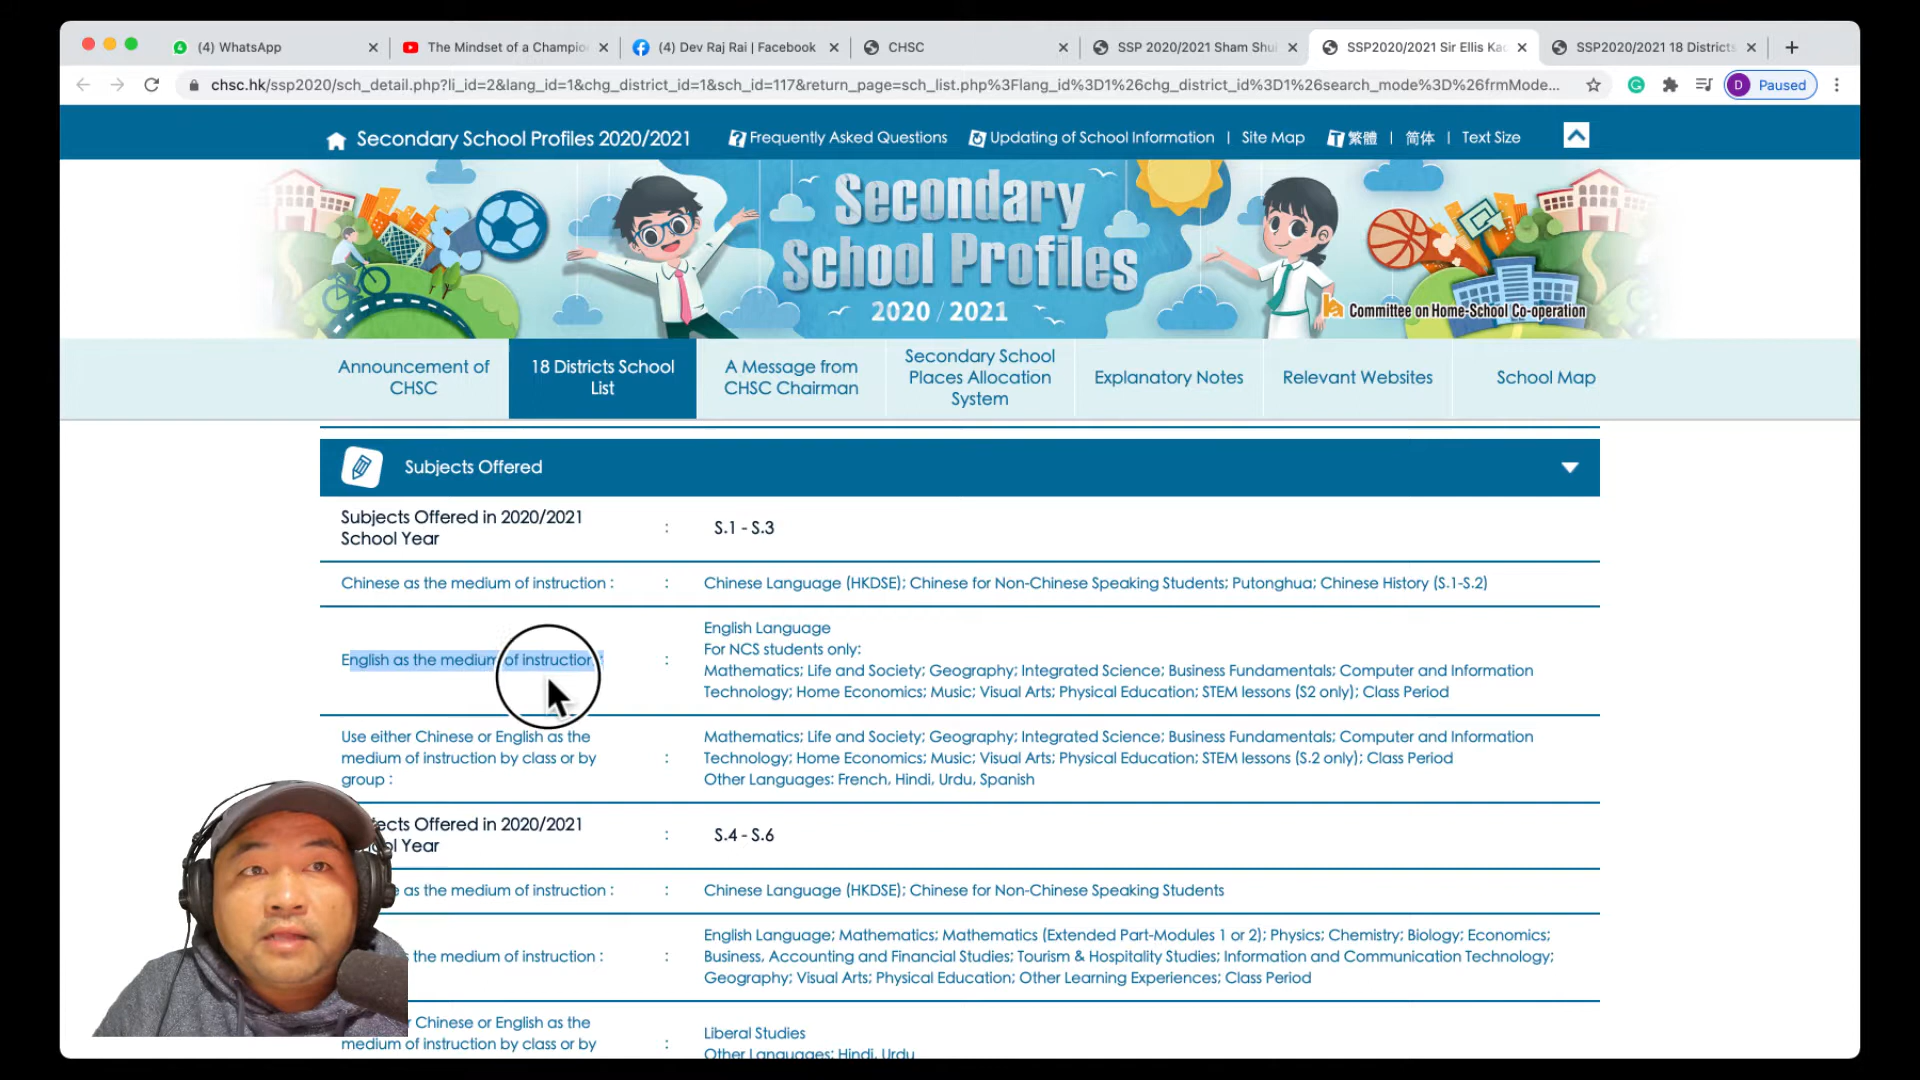 (4) WhatsApp
The Mindset of a Champio
(4) Dev Raj Rai | Facebook
CHSC
SSP 2020/2021 Sham Shui
SSP2020/2021 Sir Ellis Kad
SSP2020/2021 18 Districts
chsc.hk/ssp2020/sch_detail.php?li_id=2&lang_id=1&chg_district_id=1&sch_id=117&return_page=sch_list.php%3Flang_id%3D1%26chg_district_id%3D1%26search_mode%3D%26frmMode...
D Paused
Secondary School Profiles 2020/2021
Frequently Asked Questions
Updating of School Information | Site Map
繁體 | 简体 | Text Size
Secondary
School Profiles
2020 / 2021
Committee on Home-School Co-operation
Announcement of
CHSC
18 Districts School
List
A Message from
CHSC Chairman
Secondary School
Places Allocation
System
Explanatory Notes
Relevant Websites
School Map
Subjects Offered
Subjects Offered in 2020/2021
School Year
: S.1 - S.3
Chinese as the medium of instruction :
: Chinese Language (HKDSE); Chinese for Non-Chinese Speaking Students; Putonghua; Chinese History (S.1-S.2)
English as the medium of instruction :
:
English Language
For NCS students only:
Mathematics; Life and Society; Geography; Integrated Science; Business Fundamentals; Computer and Information
Technology; Home Economics; Music; Visual Arts; Physical Education; STEM lessons (S2 only); Class Period
Use either Chinese or English as the
medium of instruction by class or by
group :
:
Mathematics; Life and Society; Geography; Integrated Science; Business Fundamentals; Computer and Information
Technology; Home Economics; Music; Visual Arts; Physical Education; STEM lessons (S.2 only); Class Period
Other Languages: French, Hindi, Urdu, Spanish
ects Offered in 2020/2021
ol Year
: S.4 - S.6
e as the medium of instruction :
: Chinese Language (HKDSE); Chinese for Non-Chinese Speaking Students
the medium of instruction :
:
English Language; Mathematics; Mathematics (Extended Part-Modules 1 or 2); Physics; Chemistry; Biology; Economics;
Business, Accounting and Financial Studies; Tourism & Hospitality Studies; Information and Communication Technology;
Geography; Visual Arts; Physical Education; Other Learning Experiences; Class Period
Chinese or English as the
medium of instruction by class or by
:
Liberal Studies
Other Languages: Hindi, Urdu